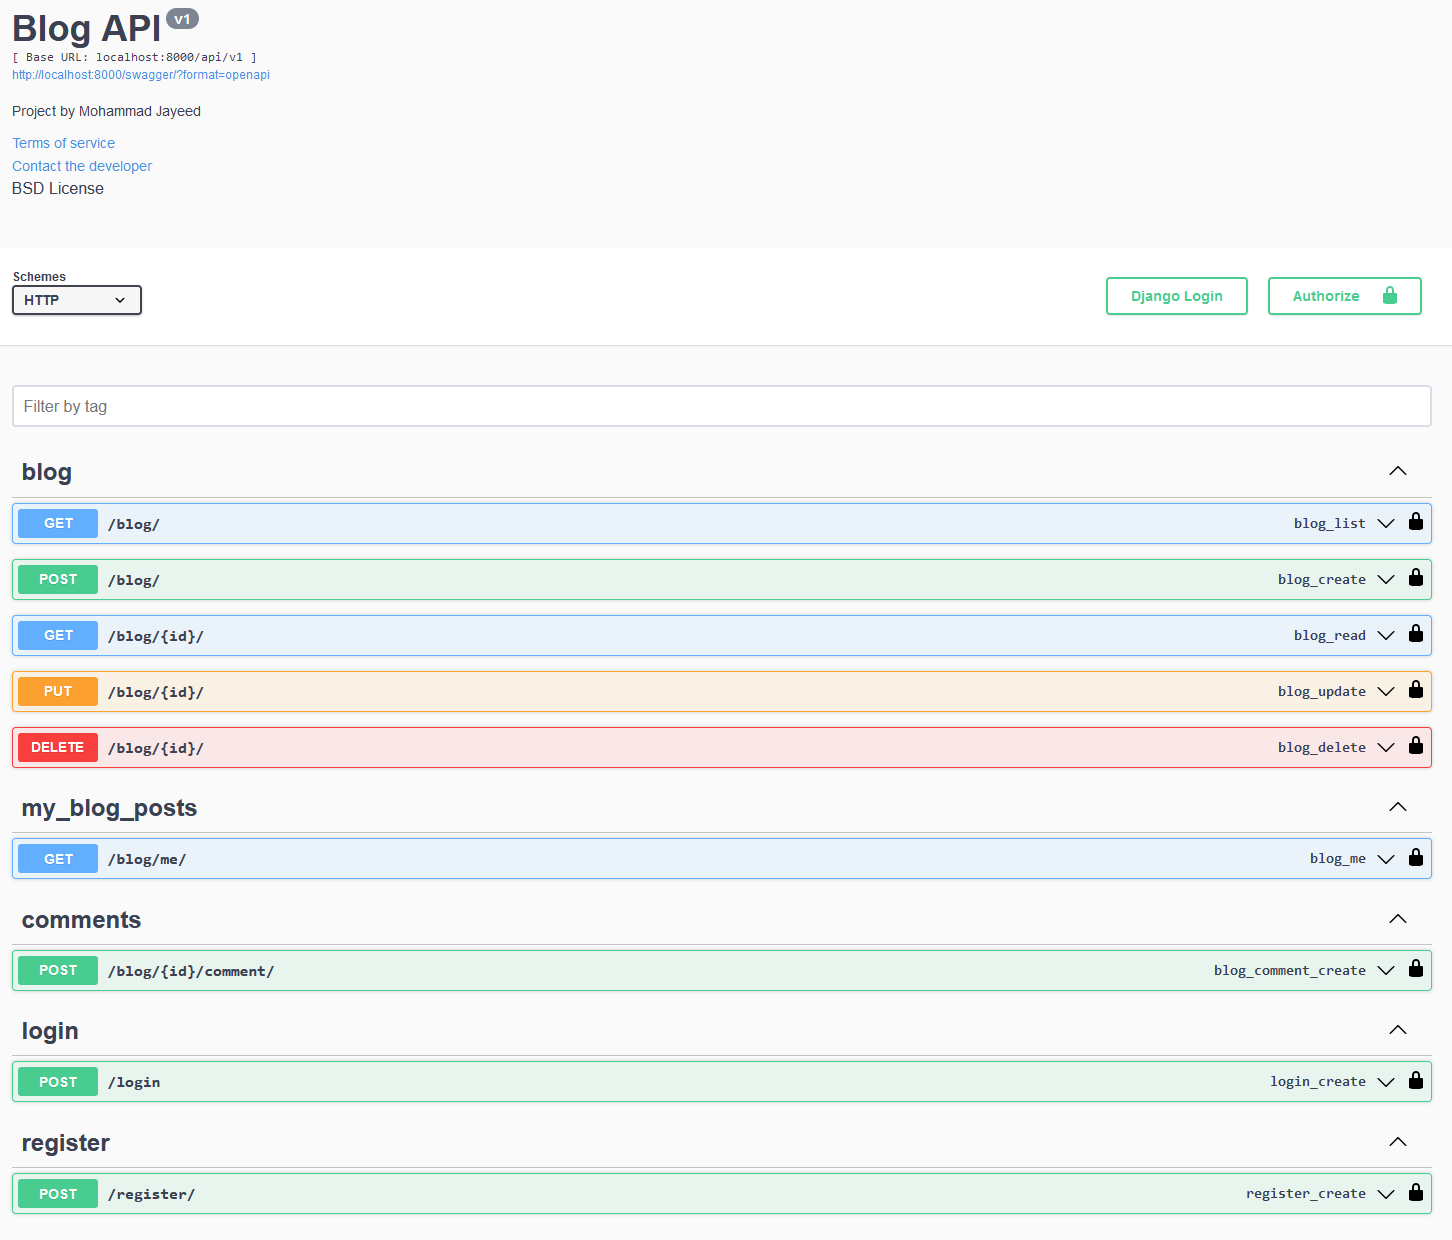 Blog API v1
[ Base URL: localhost:8000/api/v1 ]
http://localhost:8000/swagger/?format=openapi
Project by Mohammad Jayeed
Terms of service
Contact the developer
BSD License
Schemes
HTTP
Django Login
Authorize
Filter by tag
blog
GET /blog/ blog_list
POST /blog/ blog_create
GET /blog/{id}/ blog_read
PUT /blog/{id}/ blog_update
DELETE /blog/{id}/ blog_delete
my_blog_posts
GET /blog/me/ blog_me
comments
POST /blog/{id}/comment/ blog_comment_create
login
POST /login login_create
register
POST /register/ register_create